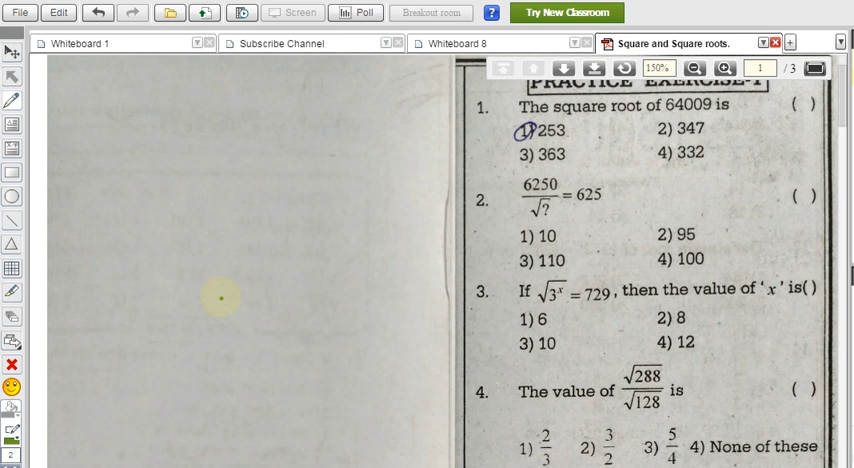 File Edit Screen Poll Breakout room ? Try New Classroom
Whiteboard 1 Subscribe Channel Whiteboard 8 Square and Square roots.
150% 1 / 3
PRACTICE EXERCISE-1
1. The square root of 64009 is ( )
1) 253 2) 347
3) 363 4) 332
2. 6250/√? = 625 ( )
1) 10 2) 95
3) 110 4) 100
3. If √3ˣ = 729, then the value of 'x' is( )
1) 6 2) 8
3) 10 4) 12
4. The value of √288/√128 is ( )
1) 2/3 2) 3/2 3) 5/4 4) None of these
2